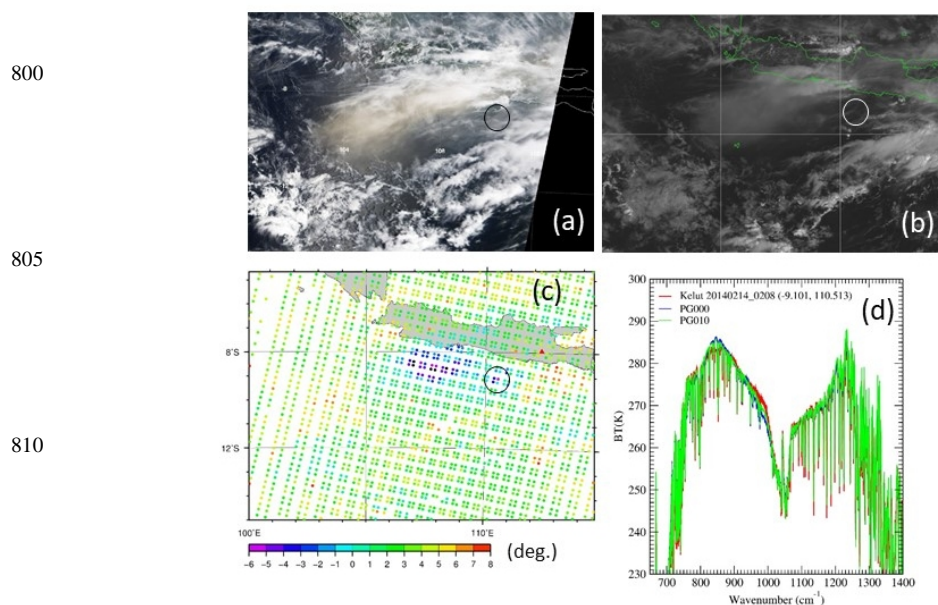 800
(a)
(b)
805
(c)
8°S
12°S
100°E
110°E
-6 -5 -4 -3 -2 -1 0 1 2 3 4 5 6 7 8
(deg.)
(d)
Kelut 20140214_0208 (-9.101, 110.513)
PG000
PG010
BT(K)
300
290
280
270
260
250
240
230
700 800 900 1000 1100 1200 1300 1400
Wavenumber (cm⁻¹)
810